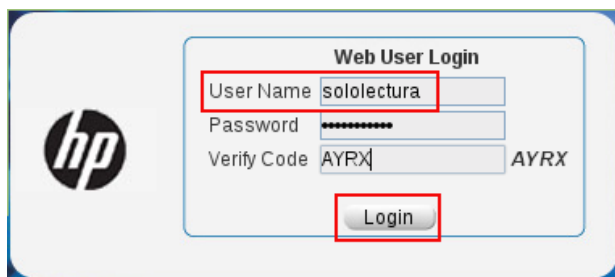 Web User Login
User Name sololectura
Password •••••••••••
Verify Code AYRX AYRX
hp
Login